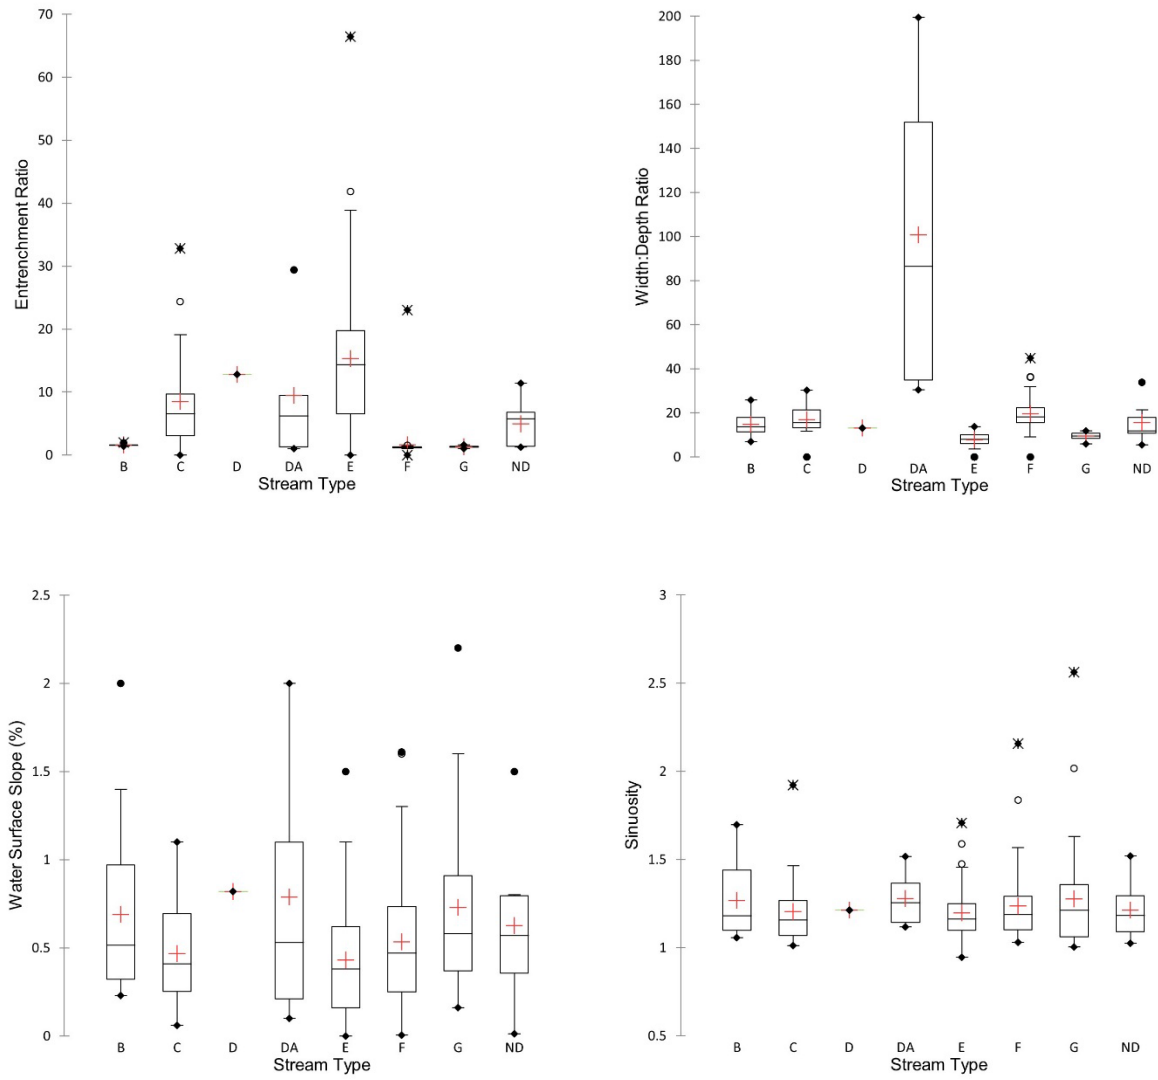 70
60
50
40
30
20
10
0
Entrenchment Ratio
B C D DA E F G ND
Stream Type
200
180
160
140
120
100
80
60
40
20
0
Width:Depth Ratio
B C D DA E F G ND
Stream Type
2.5
2
1.5
1
0.5
0
Water Surface Slope (%)
B C D DA E F G ND
Stream Type
3
2.5
2
1.5
1
0.5
Sinuosity
B C D DA E F G ND
Stream Type